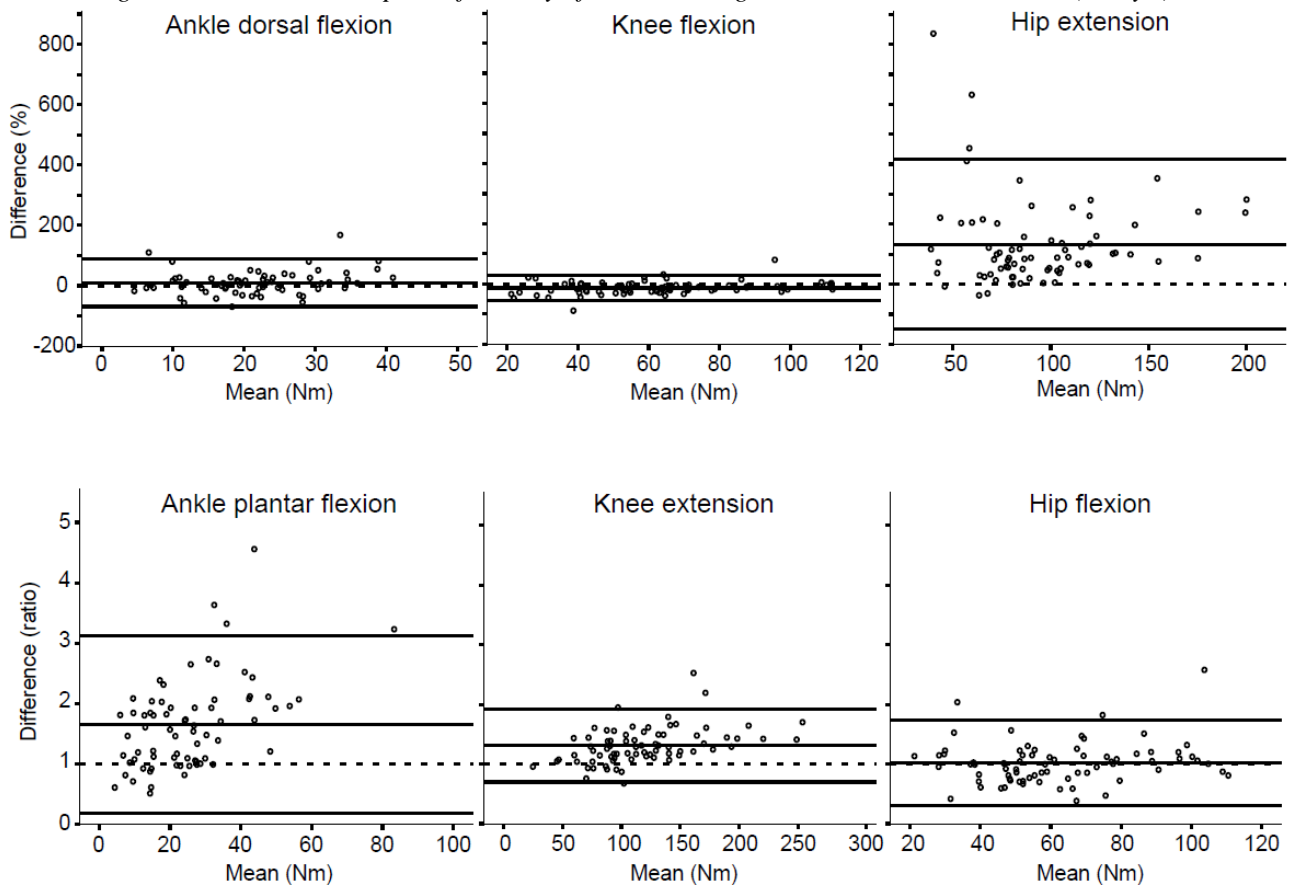 Ankle dorsal flexion
Knee flexion
Hip extension
Difference (%)
800
600
400
200
0
-200
0 10 20 30 40 50
20 40 60 80 100 120
50 100 150 200
Mean (Nm)
Mean (Nm)
Mean (Nm)
Ankle plantar flexion
Knee extension
Hip flexion
Difference (ratio)
5
4
3
2
1
0
0 20 40 60 80 100
0 50 100 150 200 250 300
20 40 60 80 100 120
Mean (Nm)
Mean (Nm)
Mean (Nm)